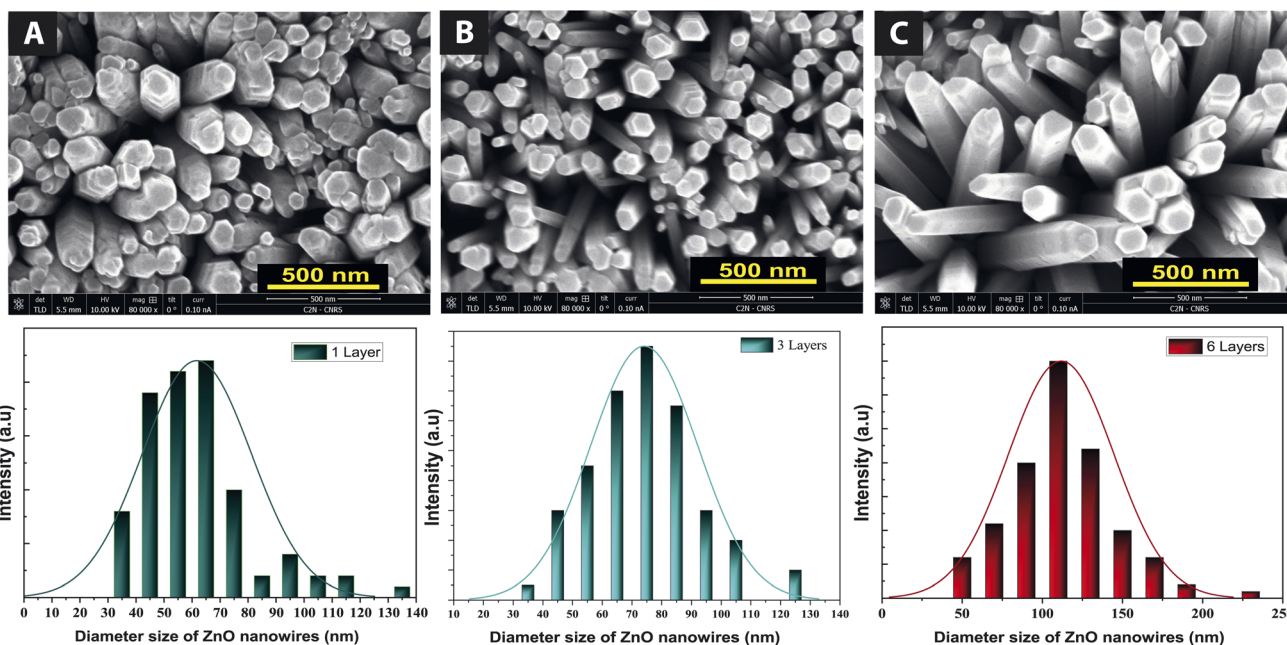 A
B
C
500 nm
500 nm
500 nm
det WD HV mag tilt curr 500 nm
TLD 5.5 mm 10.00 kV 80 000 x 0 ° 0.10 nA C2N - CNRS
det WD HV mag tilt curr 500 nm
TLD 5.5 mm 10.00 kV 80 000 x 0 ° 0.10 nA C2N - CNRS
det WD HV mag tilt curr 500 nm
TLD 5.5 mm 10.00 kV 80 000 x 0 ° 0.10 nA C2N - CNRS
1 Layer
Intensity (a.u)
0 10 20 30 40 50 60 70 80 90 100 110 120 130 140
Diameter size of ZnO nanowires (nm)
3 Layers
Intensity (a.u)
10 20 30 40 50 60 70 80 90 100 110 120 130 140
Diameter size of ZnO nanowires (nm)
6 Layers
Intensity (a.u)
0 50 100 150 200 25
Diameter size of ZnO nanowires (nm)